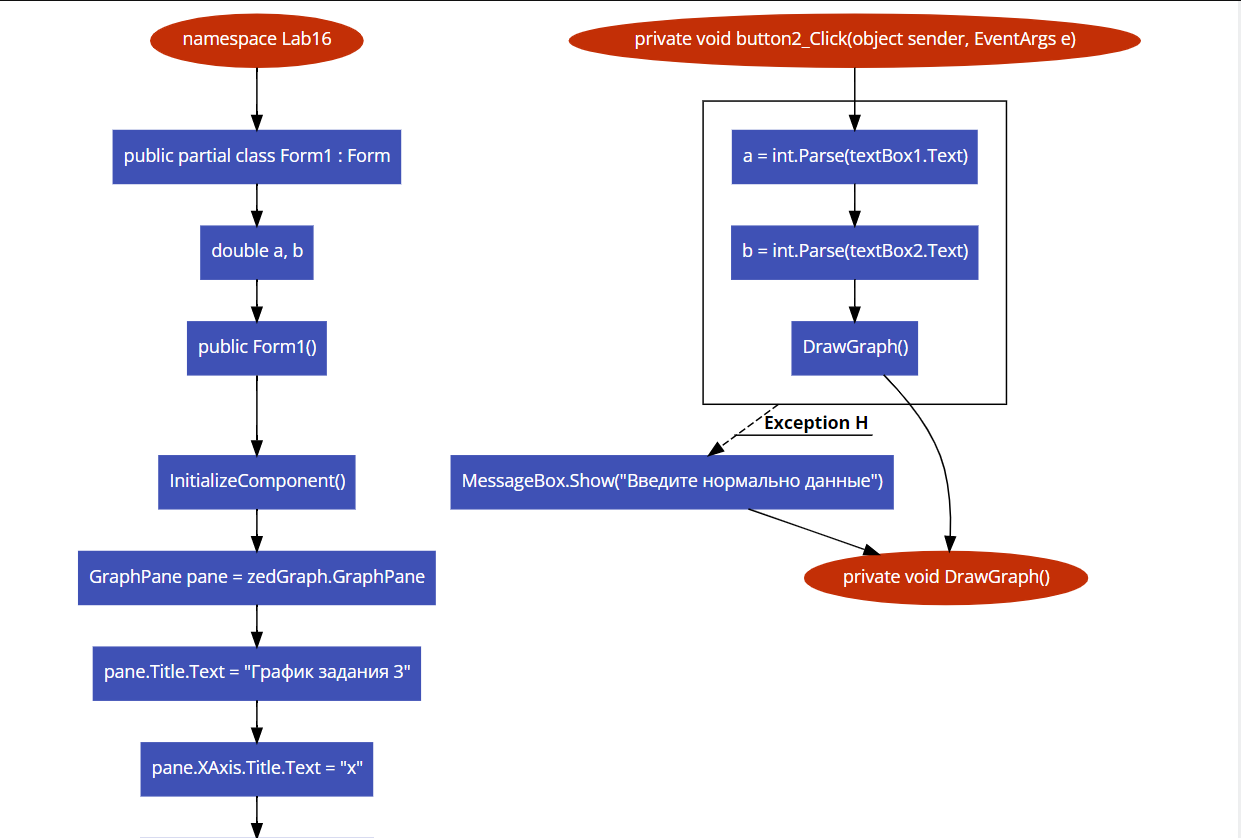 namespace Lab16
public partial class Form1 : Form
double a, b
public Form1()
InitializeComponent()
GraphPane pane = zedGraph.GraphPane
pane.Title.Text = "График задания 3"
pane.XAxis.Title.Text = "x"
private void button2_Click(object sender, EventArgs e)
a = int.Parse(textBox1.Text)
b = int.Parse(textBox2.Text)
DrawGraph()
Exception H
MessageBox.Show("Введите нормально данные")
private void DrawGraph()